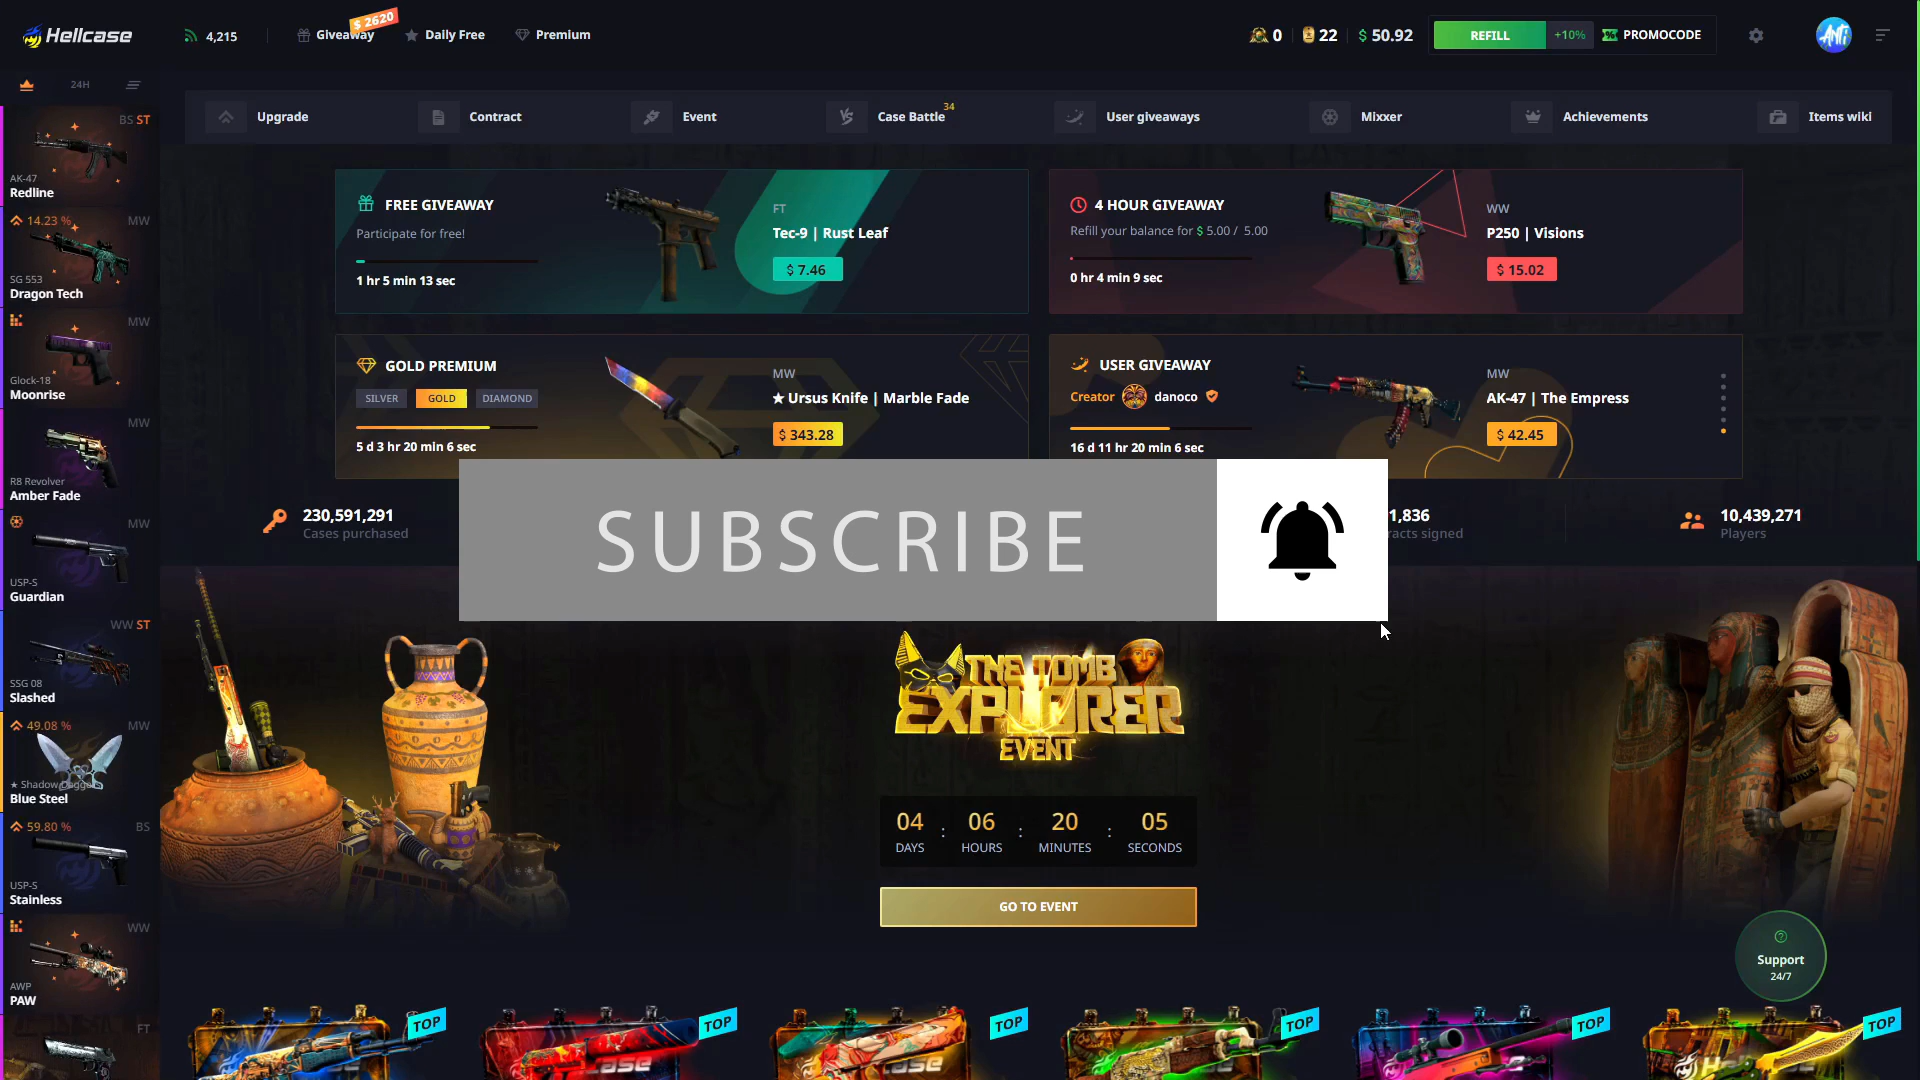 Hellcase
4,215
Giveaway
$ 2620
Daily Free
Premium
0
22
$ 50.92
REFILL
+10%
PROMOCODE
24H
Upgrade
Contract
Event
Case Battle
34
User giveaways
Mixxer
Achievements
Items wiki
BS ST
AK-47
Redline
14.23 %
MW
SG 553
Dragon Tech
MW
Glock-18
Moonrise
MW
R8 Revolver
Amber Fade
MW
USP-S
Guardian
WW ST
SSG 08
Slashed
49.08 %
MW
★ Shadow Dagger
Blue Steel
59.80 %
BS
USP-S
Stainless
WW
AWP
PAW
FT
FREE GIVEAWAY
Participate for free!
1 hr 5 min 13 sec
FT
Tec-9 | Rust Leaf
$ 7.46
4 HOUR GIVEAWAY
Refill your balance for $ 5.00 / 5.00
0 hr 4 min 9 sec
WW
P250 | Visions
$ 15.02
GOLD PREMIUM
SILVER
GOLD
DIAMOND
5 d 3 hr 20 min 6 sec
MW
★ Ursus Knife | Marble Fade
$ 343.28
USER GIVEAWAY
Creator
danoco
16 d 11 hr 20 min 6 sec
MW
AK-47 | The Empress
$ 42.45
230,591,291
Cases purchased
SUBSCRIBE
1,836
racts signed
10,439,271
Players
THE TOMB
EXPLORER
EVENT
04
:
06
:
20
:
05
DAYS
HOURS
MINUTES
SECONDS
GO TO EVENT
Support
24/7
TOP
TOP
TOP
TOP
TOP
TOP